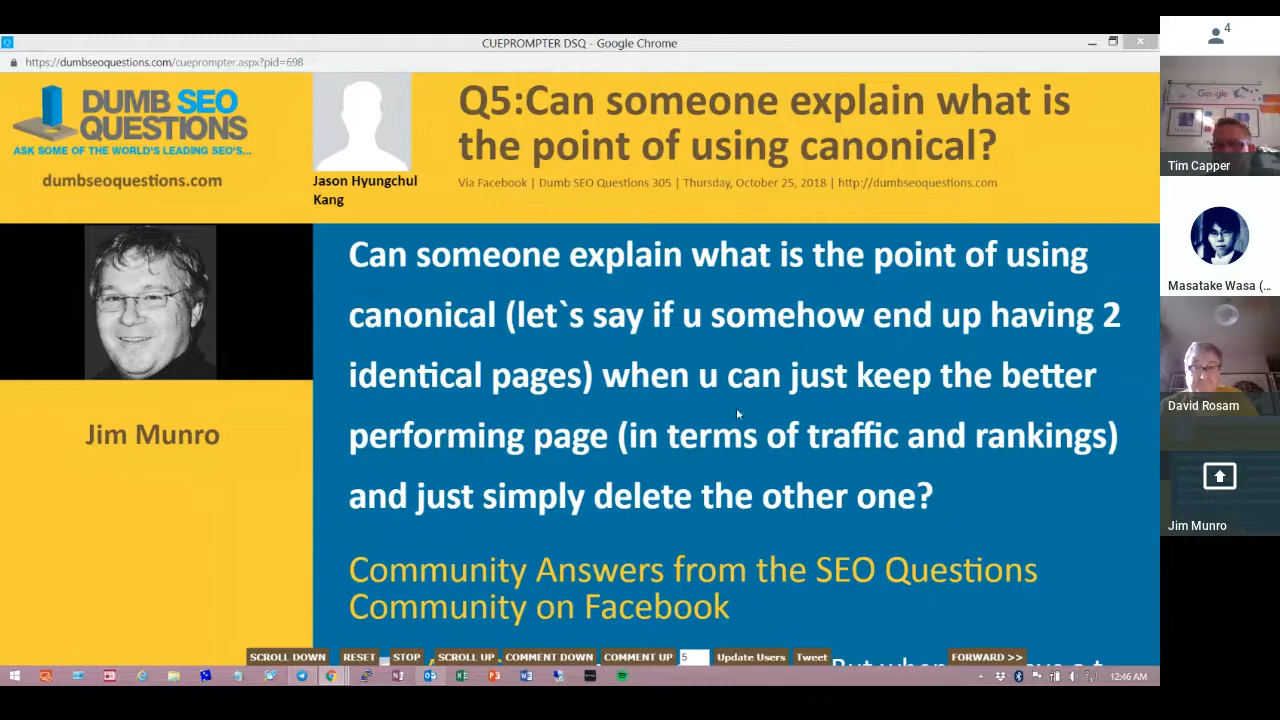 CUEPROMPTER DSQ - Google Chrome
https://dumbseoquestions.com/cueprompter.aspx?pid=698
DUMB SEO
QUESTIONS
ASK SOME OF THE WORLD'S LEADING SEO'S...
dumbseoquestions.com
Jason Hyungchul
Kang
Q5:Can someone explain what is
the point of using canonical?
Via Facebook | Dumb SEO Questions 305 | Thursday, October 25, 2018 | http://dumbseoquestions.com
Jim Munro
Can someone explain what is the point of using
canonical (let`s say if u somehow end up having 2
identical pages) when u can just keep the better
performing page (in terms of traffic and rankings)
and just simply delete the other one?
Community Answers from the SEO Questions
Community on Facebook
SCROLL DOWN
RESET
STOP
SCROLL UP
COMMENT DOWN
COMMENT UP
5
Update Users
Tweet
FORWARD >>
12:46 AM
4
Google
Tim Capper
Masatake Wasa (...
David Rosam
Jim Munro